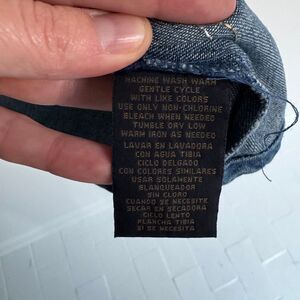 MACHINE WASH WARM
GENTLE CYCLE
WITH LIKE COLORS
USE ONLY NON-CHLORINE
BLEACH WHEN NEEDED
TUMBLE DRY LOW
WARM IRON AS NEEDED
LAVAR EN LAVADORA
CON AGUA TIBIA
CICLO DELGADO
CON COLORES SIMILARES
USAR SOLAMENTE
BLANQUEADOR
SIN CLORO
CUANDO SE NECESITE
SECAR EN SECADORA
CICLO LENTO
PLANCHA TIBIA
SI SE NECESITA